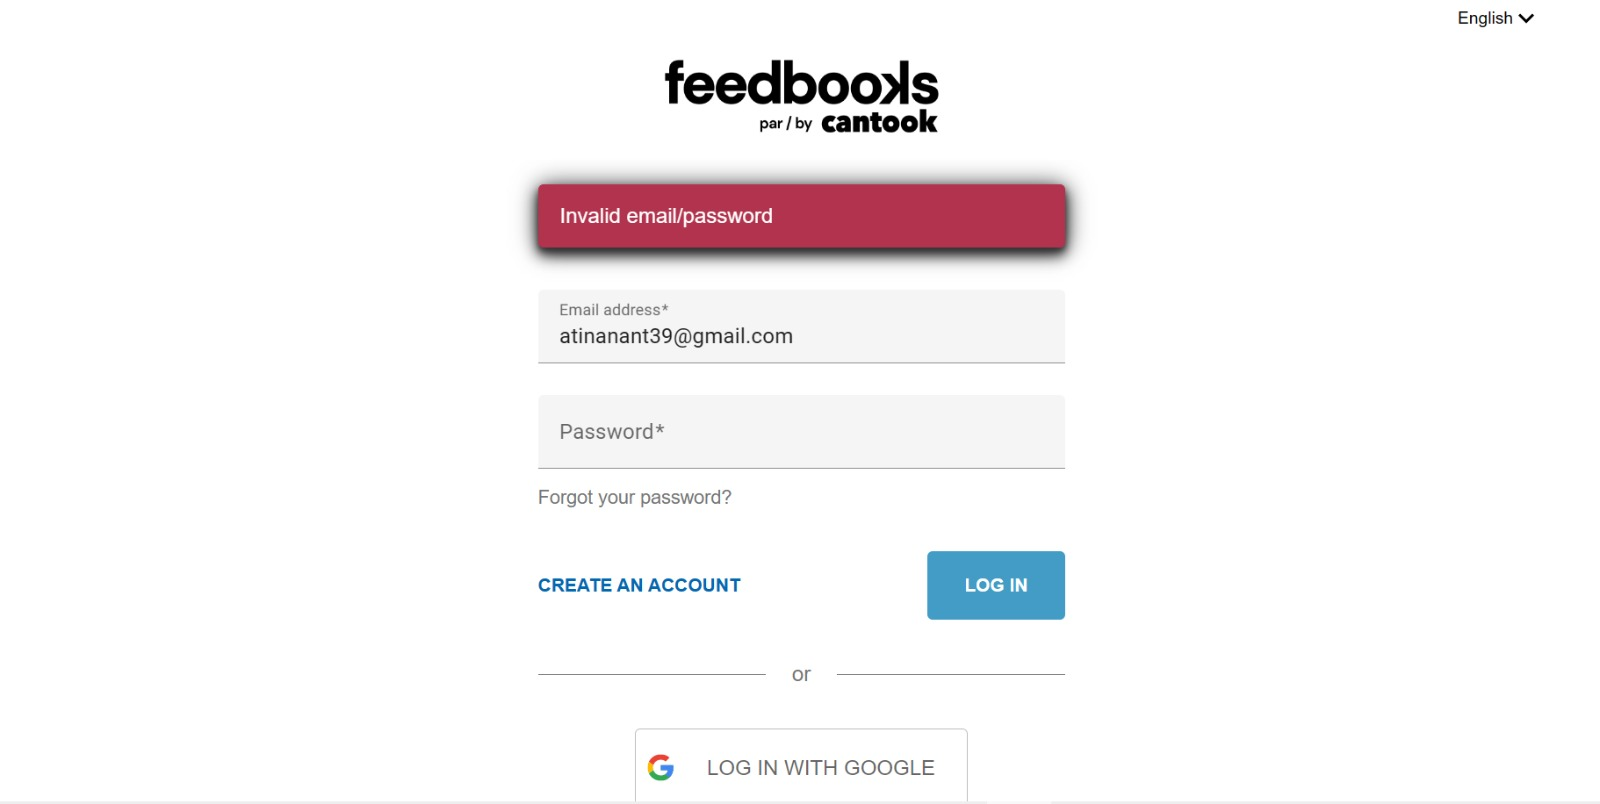 English
feedbooks
par / by cantook
Invalid email/password
Email address*
atinanant39@gmail.com
Password*
Forgot your password?
CREATE AN ACCOUNT
LOG IN
or
LOG IN WITH GOOGLE